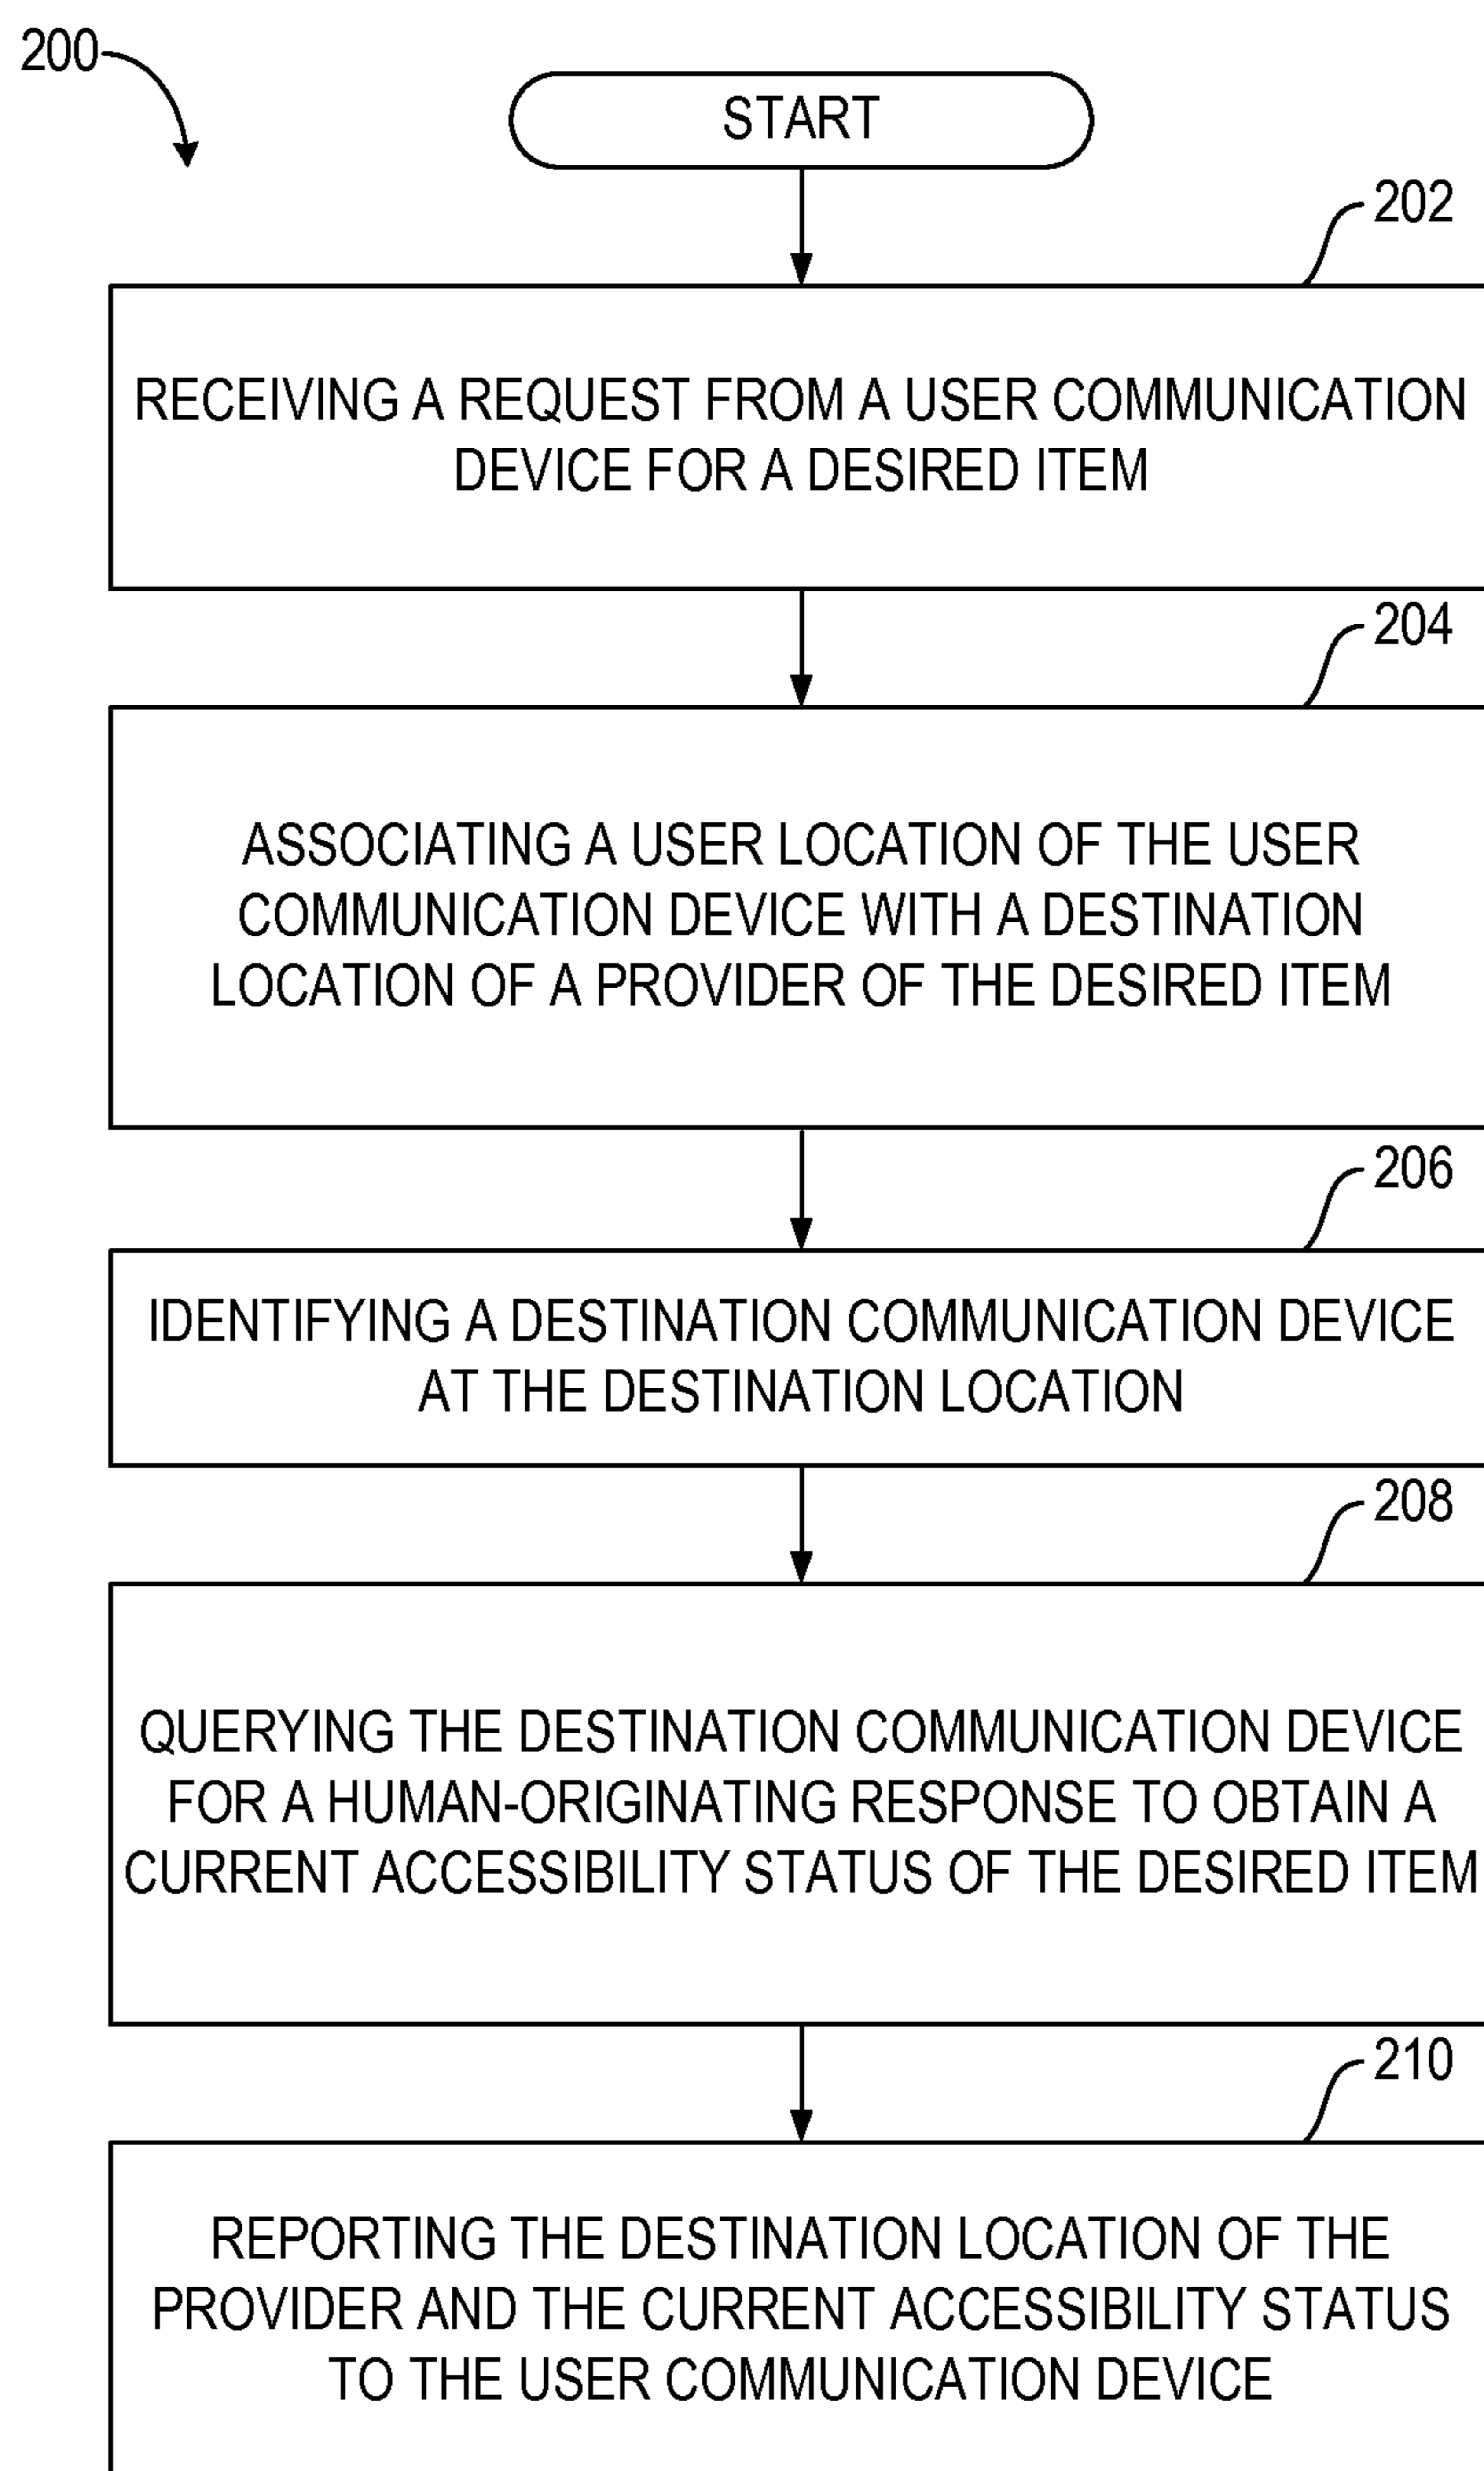 200
START
202
RECEIVING A REQUEST FROM A USER COMMUNICATION
DEVICE FOR A DESIRED ITEM
204
ASSOCIATING A USER LOCATION OF THE USER
COMMUNICATION DEVICE WITH A DESTINATION
LOCATION OF A PROVIDER OF THE DESIRED ITEM
206
IDENTIFYING A DESTINATION COMMUNICATION DEVICE
AT THE DESTINATION LOCATION
208
QUERYING THE DESTINATION COMMUNICATION DEVICE
FOR A HUMAN-ORIGINATING RESPONSE TO OBTAIN A
CURRENT ACCESSIBILITY STATUS OF THE DESIRED ITEM
210
REPORTING THE DESTINATION LOCATION OF THE
PROVIDER AND THE CURRENT ACCESSIBILITY STATUS
TO THE USER COMMUNICATION DEVICE